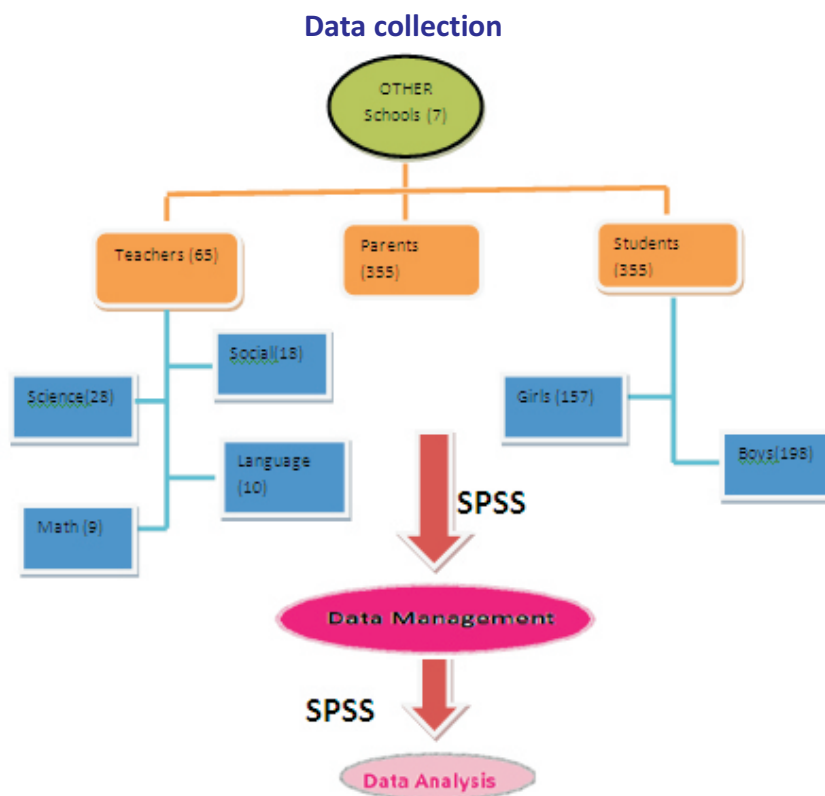 Data collection
OTHER
Schools (7)
Teachers (65)
Parents
(355)
Students
(355)
Social(18)
Science(28)
Girls (157)
Language
(10)
Boys(198)
Math (9)
SPSS
Data Management
SPSS
Data Analysis